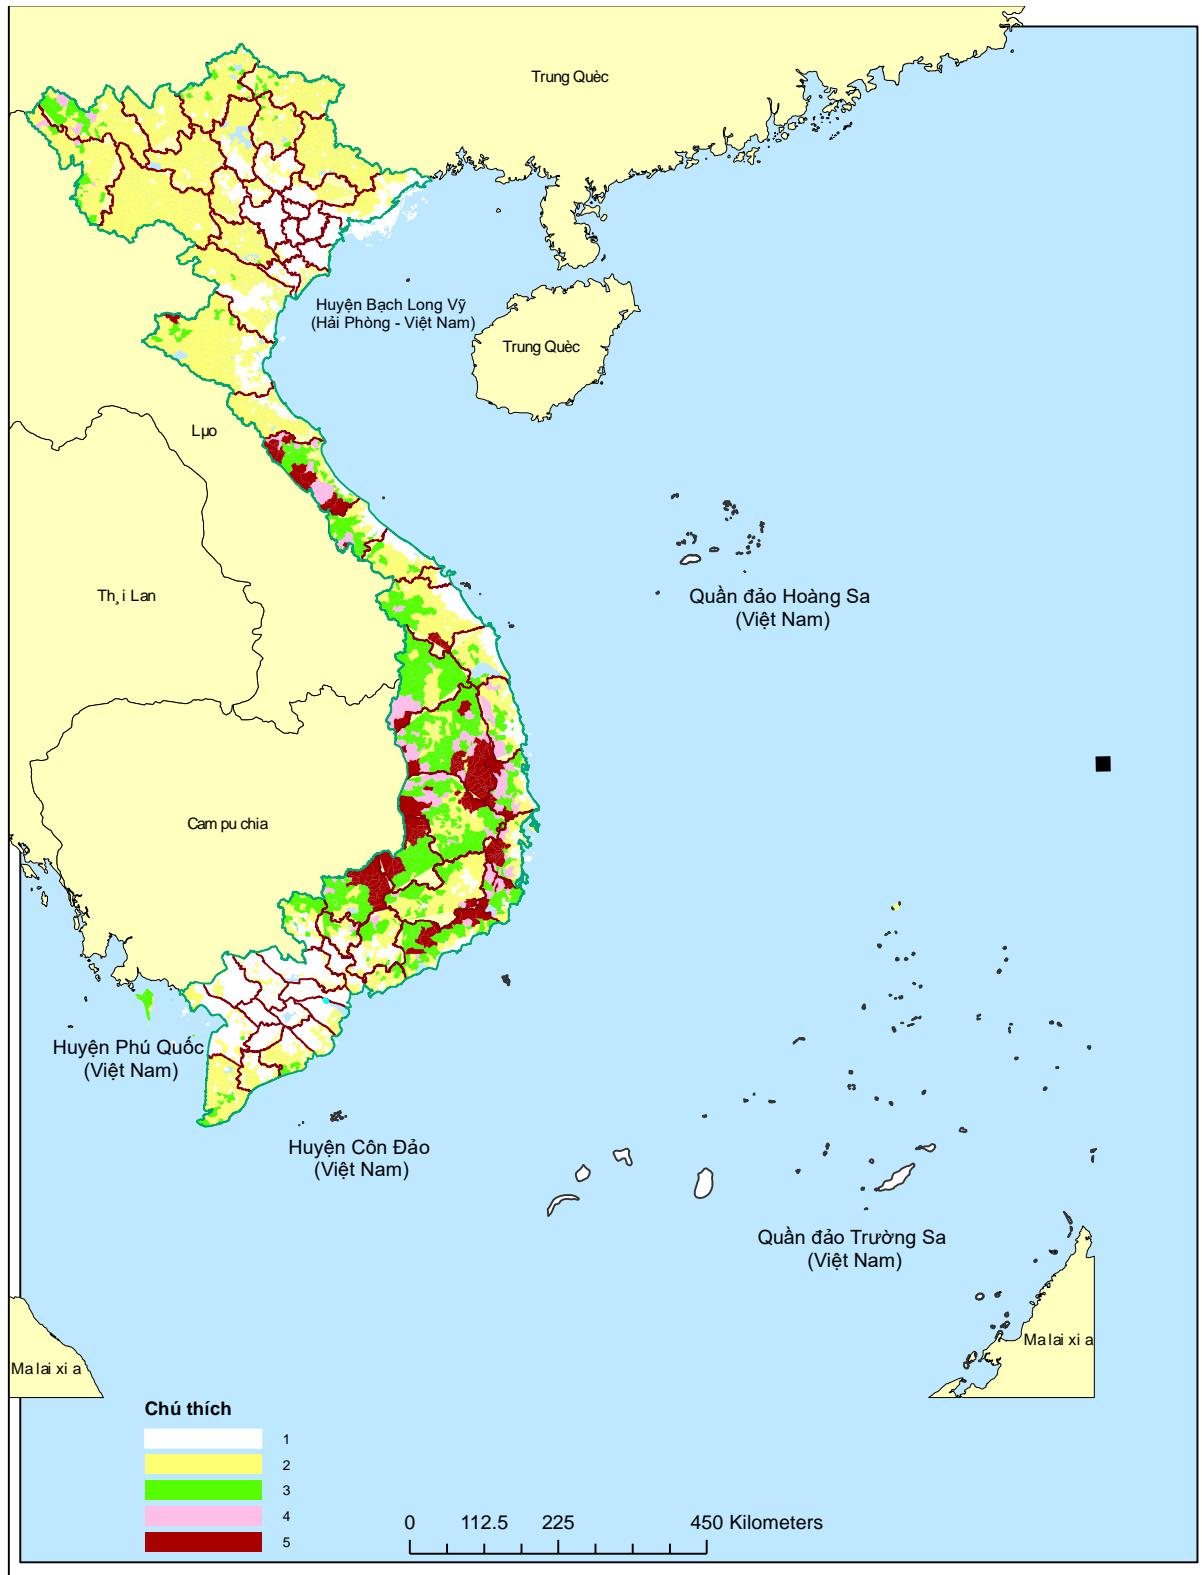 Trung Quèc
Huyện Bạch Long Vỹ
(Hải Phòng - Việt Nam)
Trung Quèc
Lµo
Quần đảo Hoàng Sa
(Việt Nam)
Th¸i Lan
Cam pu chia
Huyện Phú Quốc
(Việt Nam)
Huyện Côn Đảo
(Việt Nam)
Quần đảo Trường Sa
(Việt Nam)
Ma lai xi a
Ma lai xi a
Chú thích
1
2
3
4
5
0 112.5 225 450 Kilometers